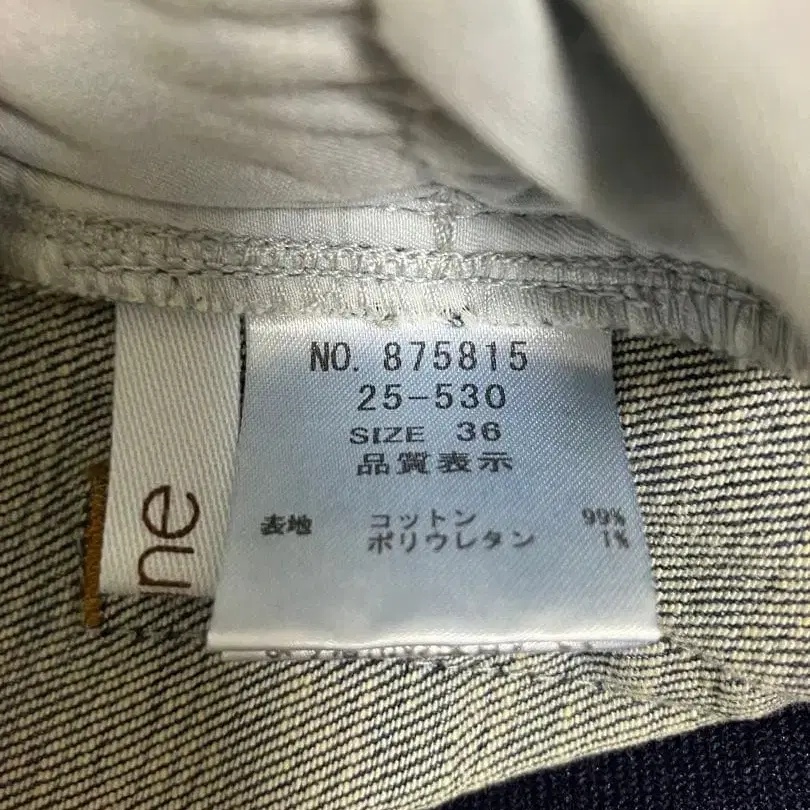 NO. 875815
25-530
SIZE 36
品質表示
表地 コットン 99%
ポリウレタン 1%
ne